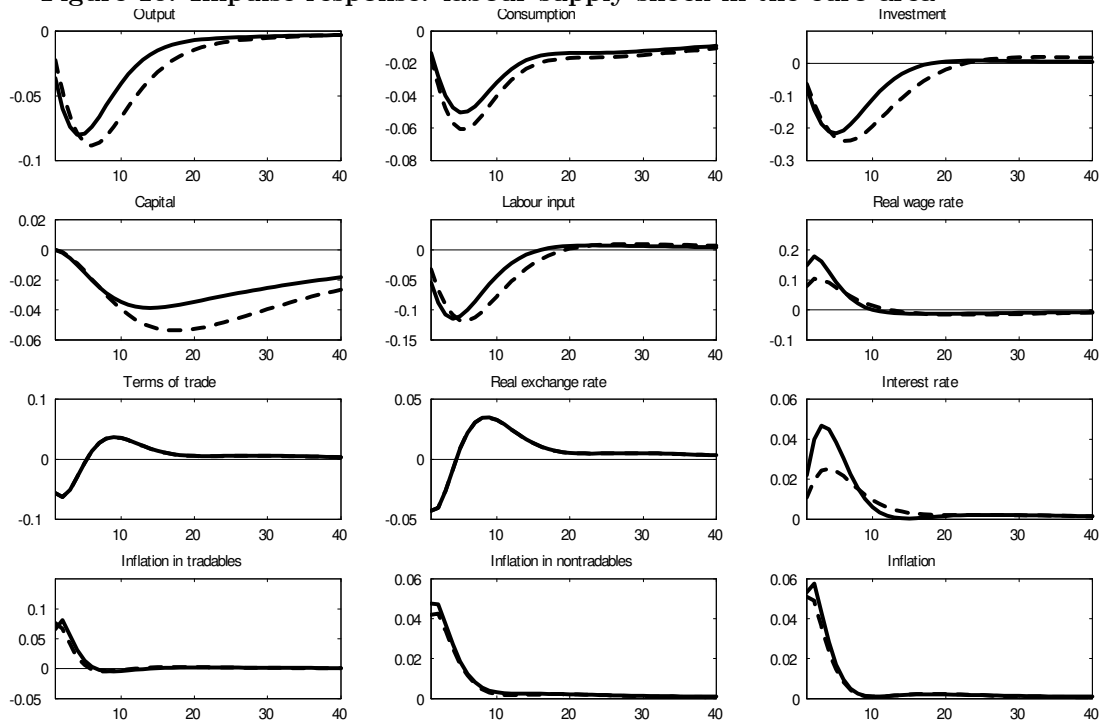 Figure 10: Impulse response: labour supply shock in the euro area
Output Consumption Investment
0 0 0
-0.02 -0.1
-0.05 -0.04 -0.2
-0.06
-0.1 -0.08 -0.3
10 20 30 40 10 20 30 40 10 20 30 40
Capital Labour input Real wage rate
0.02
0 0 0.2
-0.02 -0.05 0.1
-0.04 -0.1 0
-0.06 -0.15 -0.1
10 20 30 40 10 20 30 40 10 20 30 40
Terms of trade Real exchange rate Interest rate
0.1 0.05 0.06
0.04
0 0
0.02
-0.1 -0.05 0
10 20 30 40 10 20 30 40 10 20 30 40
Inflation in tradables Inflation in nontradables Inflation
0.06 0.06
0.1
0.05 0.04 0.04
0 0.02 0.02
-0.05 0 0
10 20 30 40 10 20 30 40 10 20 30 40